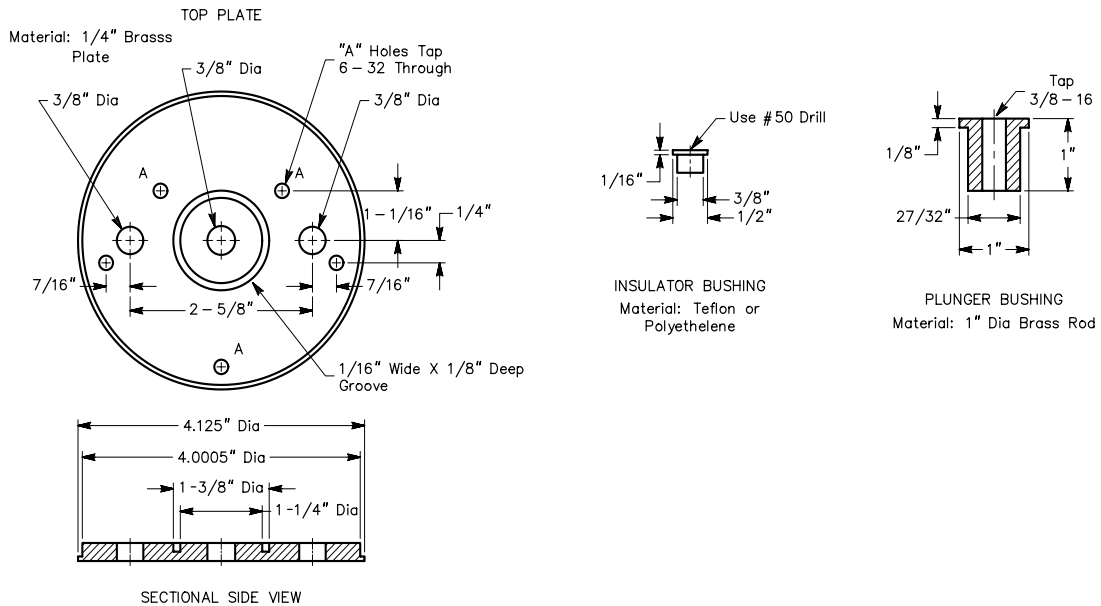 TOP PLATE
Material: 1/4" Brasss
Plate
3/8" Dia
"A" Holes Tap
6-32 Through
3/8" Dia
3/8" Dia
A
A
1-1/16"
1/4"
7/16"
2-5/8"
7/16"
A
1/16" Wide X 1/8" Deep
Groove
4.125" Dia
4.0005" Dia
1-3/8" Dia
1-1/4" Dia
SECTIONAL SIDE VIEW
Use #50 Drill
1/16"
3/8"
1/2"
INSULATOR BUSHING
Material: Teflon or
Polyethelene
Tap
3/8-16
1/8"
1"
27/32"
1"
PLUNGER BUSHING
Material: 1" Dia Brass Rod